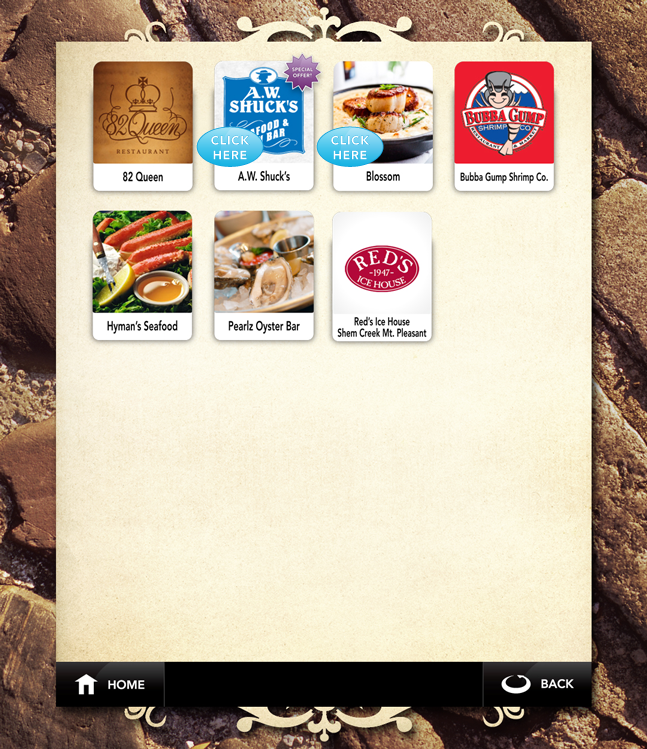 82 Queen
RESTAURANT
82 Queen
SPECIAL
OFFER!
A.W.
SHUCK'S
SEAFOOD &
BAR
CLICK
HERE
A.W. Shuck's
CLICK
HERE
Blossom
BUBBA GUMP
SHRIMP CO.
RESTAURANT & MARKET
Bubba Gump Shrimp Co.
Hyman's Seafood
Pearlz Oyster Bar
RED'S
-1947-
ICE HOUSE
Red's Ice House
Shem Creek Mt. Pleasant
HOME
BACK